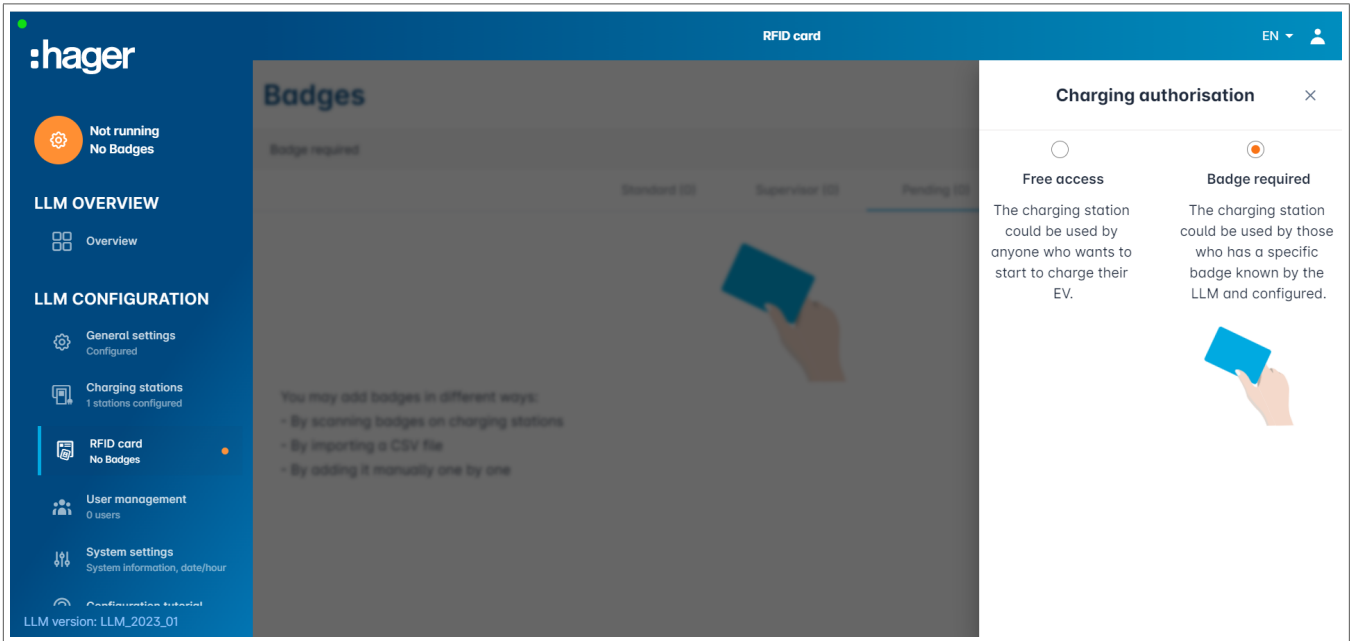 :hager
RFID card
EN
Not running
No Badges
LLM OVERVIEW
Overview
LLM CONFIGURATION
General settings
Configured
Charging stations
1 stations configured
RFID card
No Badges
User management
0 users
System settings
System information, date/hour
Configuration tutorial
LLM version: LLM_2023_01
Badges
Badge required
Standard (0)
Supervisor (0)
Pending (0)
You may add badges in different ways:
- By scanning badges on charging stations
- By importing a CSV file
- By adding it manually one by one
Charging authorisation
Free access
The charging station
could be used by
anyone who wants to
start to charge their
EV.
Badge required
The charging station
could be used by those
who has a specific
badge known by the
LLM and configured.